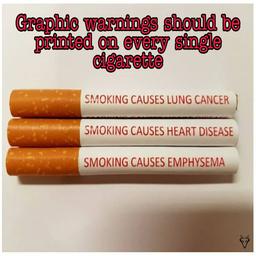 Graphic warnings should be
printed on every single
cigarette
SMOKING CAUSES LUNG CANCER
SMOKING CAUSES HEART DISEASE
SMOKING CAUSES EMPHYSEMA